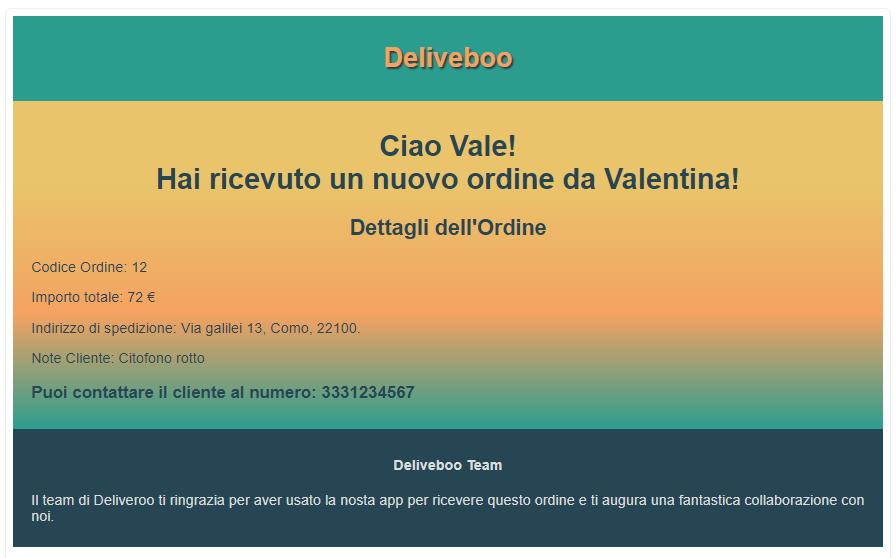 Deliveboo
Ciao Vale!
Hai ricevuto un nuovo ordine da Valentina!
Dettagli dell'Ordine
Codice Ordine: 12
Importo totale: 72 €
Indirizzo di spedizione: Via galilei 13, Como, 22100.
Note Cliente: Citofono rotto
Puoi contattare il cliente al numero: 3331234567
Deliveboo Team
Il team di Deliveroo ti ringrazia per aver usato la nosta app per ricevere questo ordine e ti augura una fantastica collaborazione con
noi.